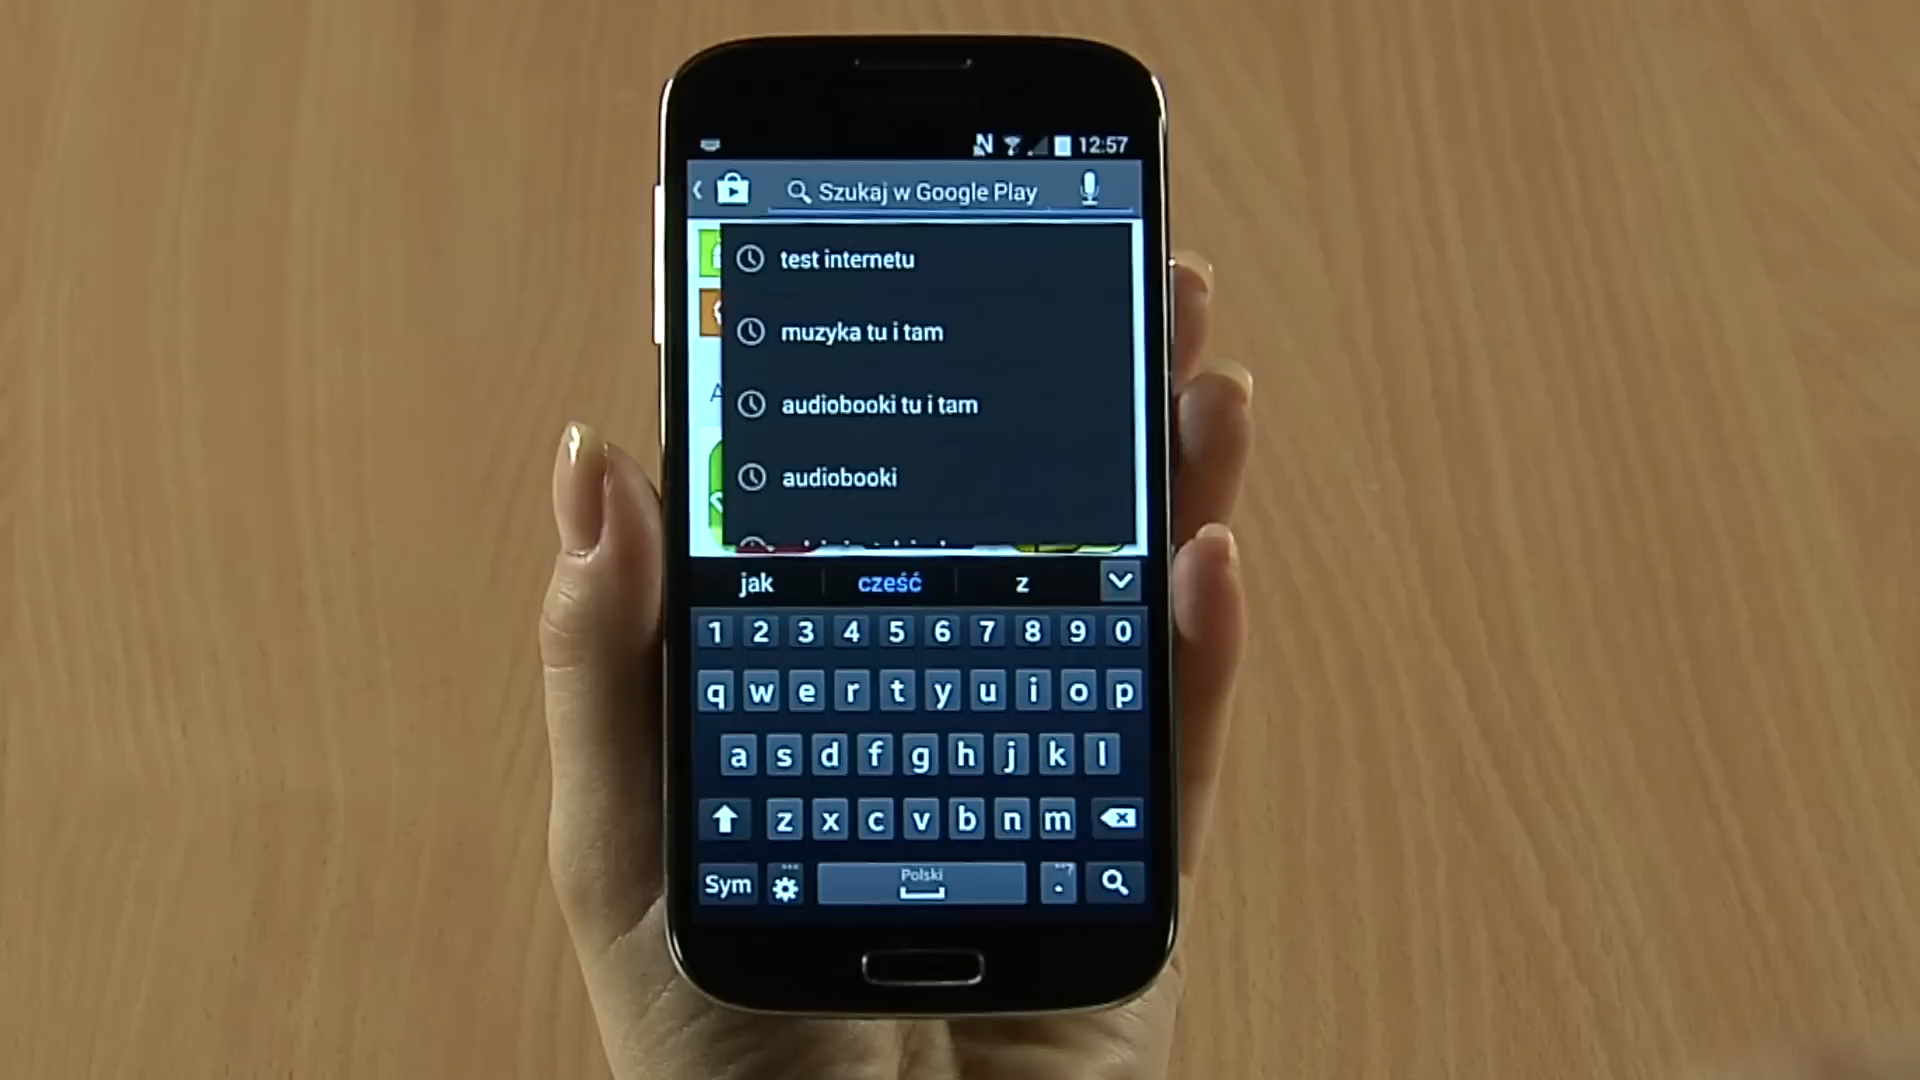 12:57
Szukaj w Google Play
test internetu
muzyka tu i tam
audiobooki tu i tam
audiobooki
jak cześć z
1 2 3 4 5 6 7 8 9 0
q w e r t y u i o p
a s d f g h j k l
z x c v b n m
Sym Polski .